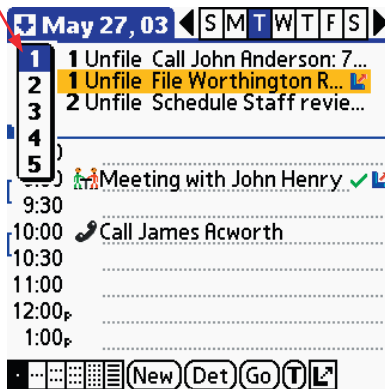 May 27, 03 S M T W T F S
1 1 Unfile Call John Anderson: 7...
2 1 Unfile File Worthington R...
3 2 Unfile Schedule Staff revie...
4
5
Meeting with John Henry
9:30
10:00 Call James Acworth
10:30
11:00
12:00p
1:00p
New Det Go T